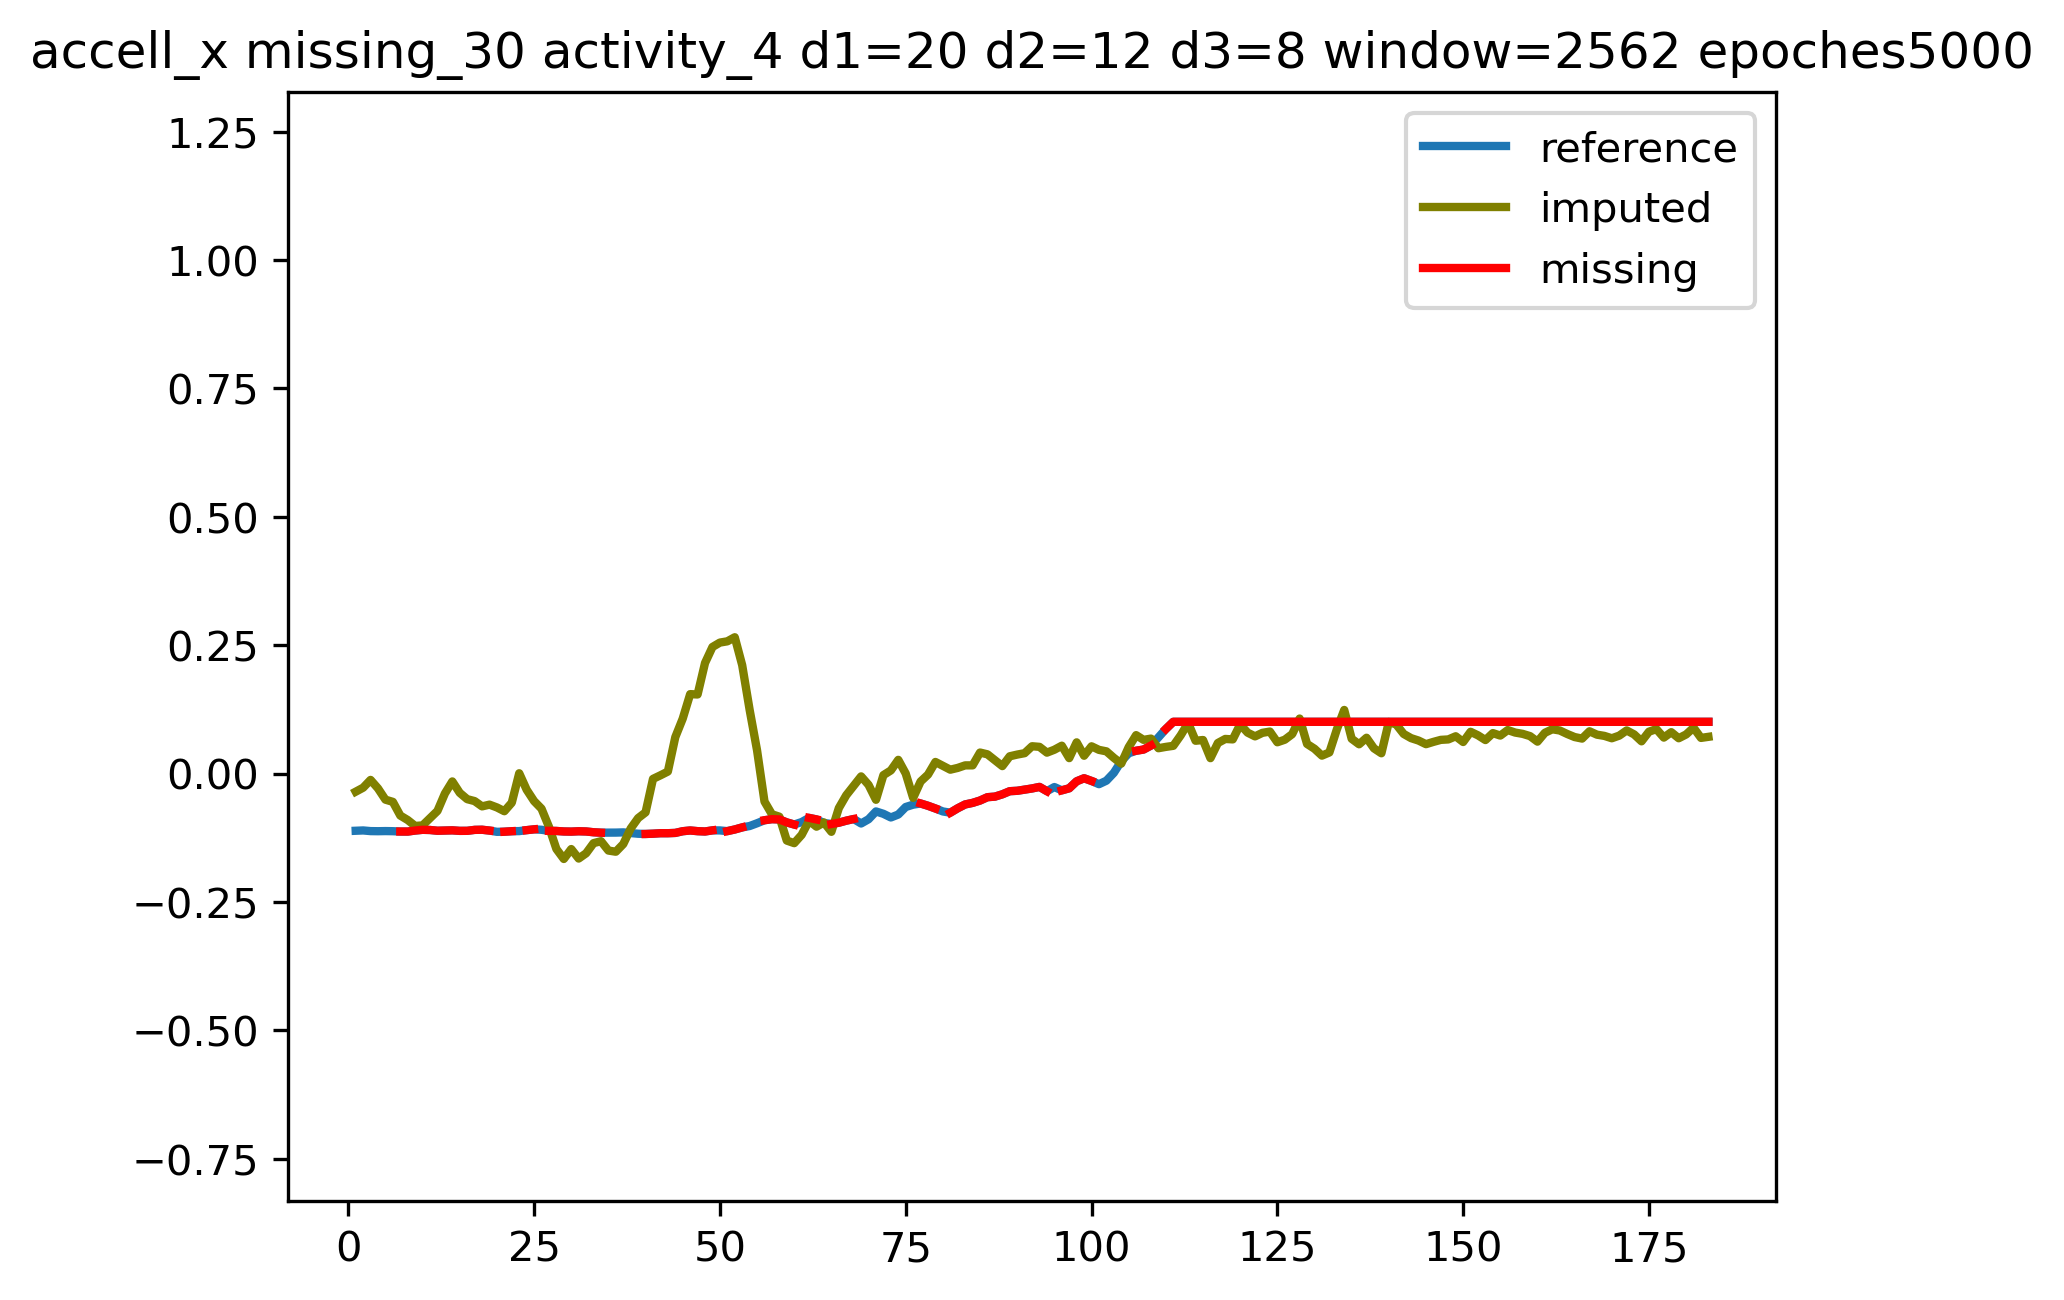 accell_x missing_30 activity_4 d1=20 d2=12 d3=8 window=2562 epoches5000
reference
imputed
missing
1.25
1.00
0.75
0.50
0.25
0.00
−0.25
−0.50
−0.75
0 25 50 75 100 125 150 175